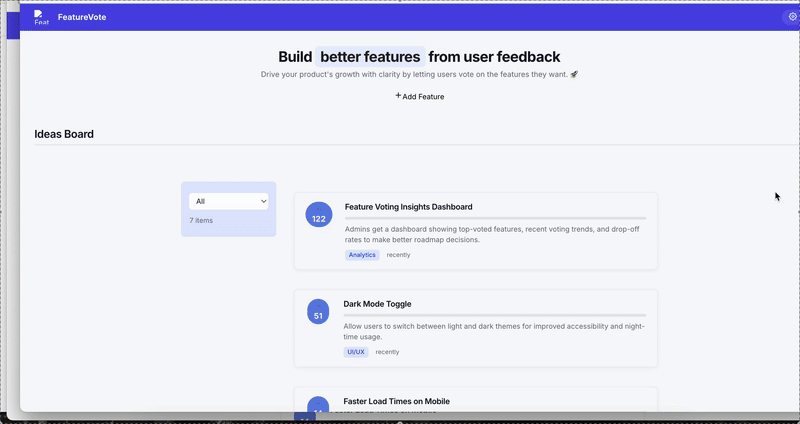 Feat
FeatureVote
Build better features from user feedback
Drive your product's growth with clarity by letting users vote on the features they want. 🚀
+ Add Feature
Ideas Board
All
7 items
122
Feature Voting Insights Dashboard
Admins get a dashboard showing top-voted features, recent voting trends, and drop-off
rates to make better roadmap decisions.
Analytics recently
51
Dark Mode Toggle
Allow users to switch between light and dark themes for improved accessibility and night-
time usage.
UI/UX recently
Faster Load Times on Mobile